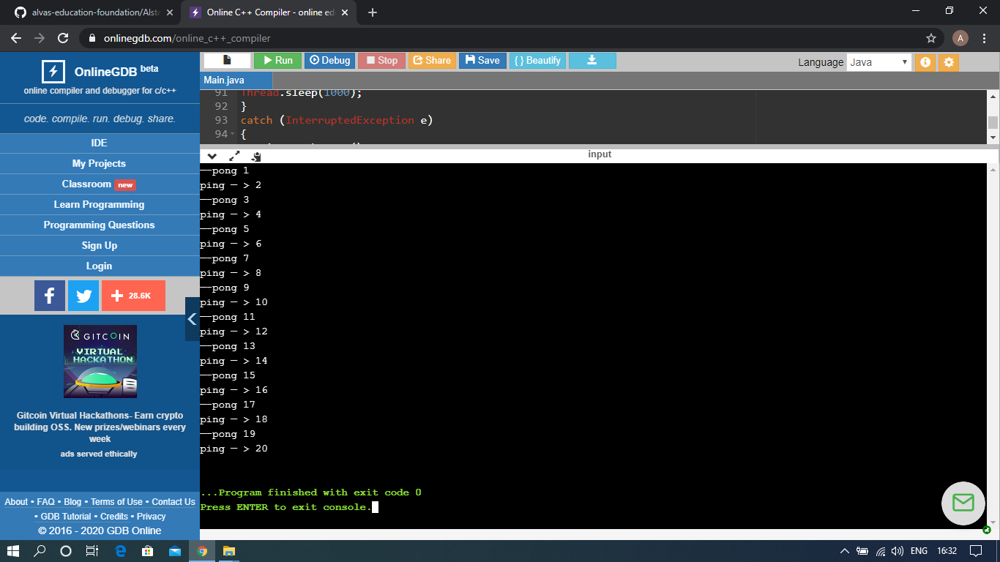 alvas-education-foundation/Alste
Online C++ Compiler - online ed
onlinegdb.com/online_c++_compiler
A
OnlineGDB beta
online compiler and debugger for c/c++
code. compile. run. debug. share.
IDE
My Projects
Classroom new
Learn Programming
Programming Questions
Sign Up
Login
28.6K
GITCOIN
VIRTUAL
HACKATHON
Gitcoin Virtual Hackathons- Earn crypto
building OSS. New prizes/webinars every
week
ads served ethically
About • FAQ • Blog • Terms of Use • Contact Us
• GDB Tutorial • Credits • Privacy
© 2016 - 2020 GDB Online
Run Debug Stop Share Save { } Beautify
Language Java
Main.java
91 Thread.sleep(1000);
92 }
93 catch (InterruptedException e)
94 {
input
——pong 1
ping — > 2
——pong 3
ping — > 4
——pong 5
ping — > 6
——pong 7
ping — > 8
——pong 9
ping — > 10
——pong 11
ping — > 12
——pong 13
ping — > 14
——pong 15
ping — > 16
——pong 17
ping — > 18
——pong 19
ping — > 20
...Program finished with exit code 0
Press ENTER to exit console.
ENG 16:32